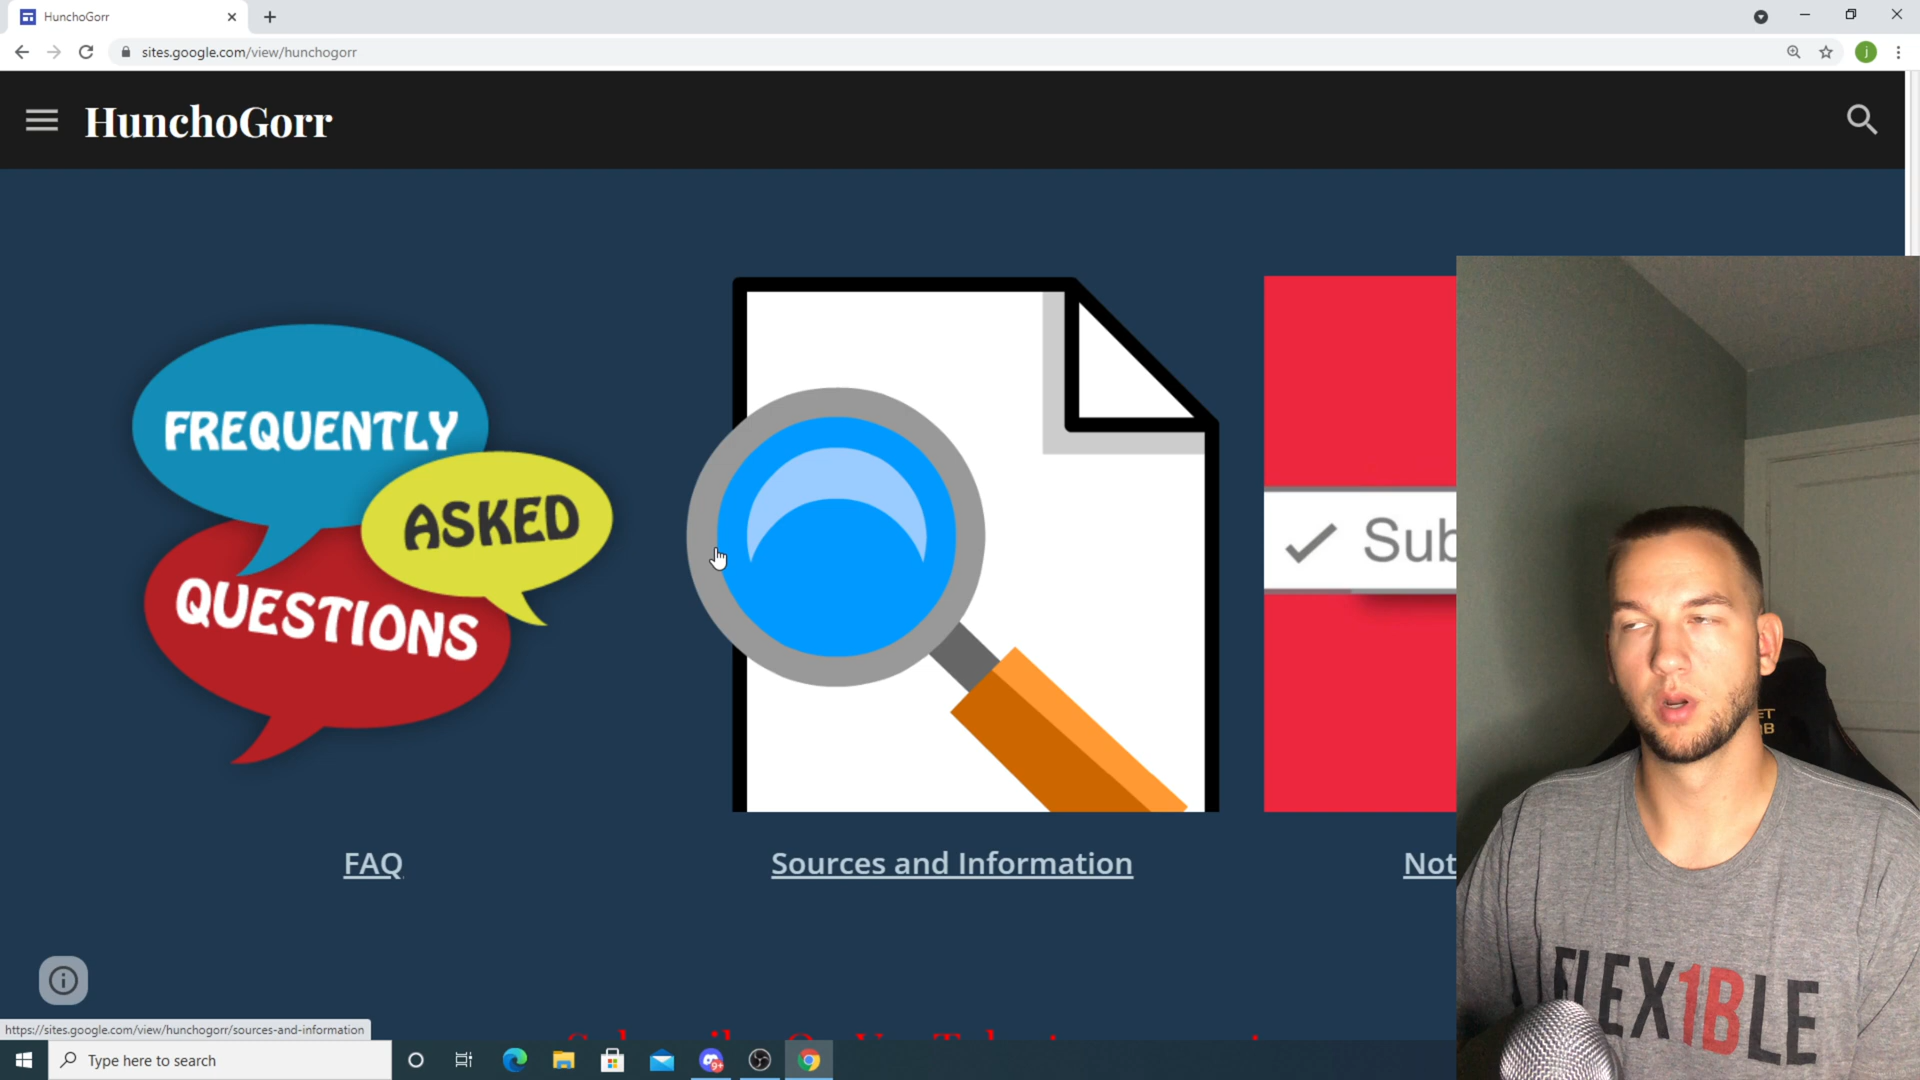 HunchoGorr
sites.google.com/view/hunchogorr
j
HunchoGorr
FREQUENTLY
ASKED
QUESTIONS
Sub
FAQ
Sources and Information
Not
FLEX1BLE
https://sites.google.com/view/hunchogorr/sources-and-information
Type here to search
9+